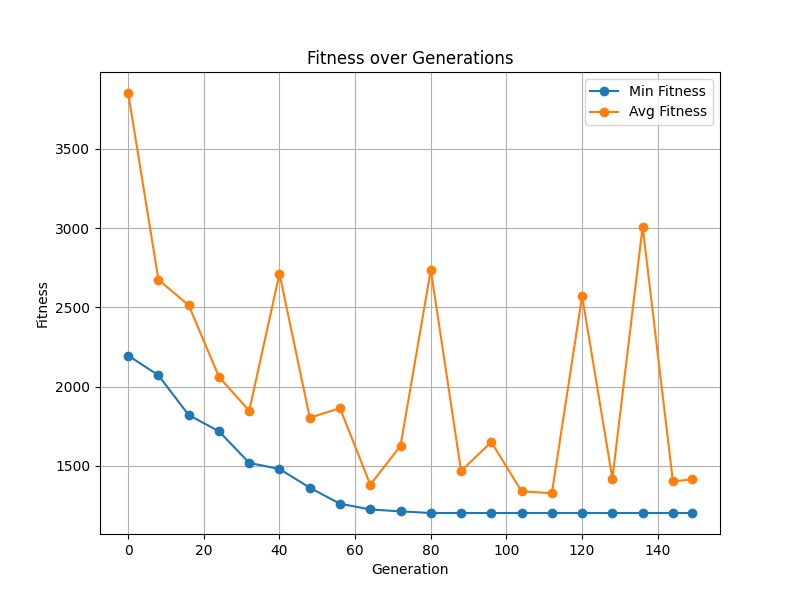 Fitness over Generations
Min Fitness
Avg Fitness
3500
3000
2500
2000
1500
Fitness
0 20 40 60 80 100 120 140
Generation